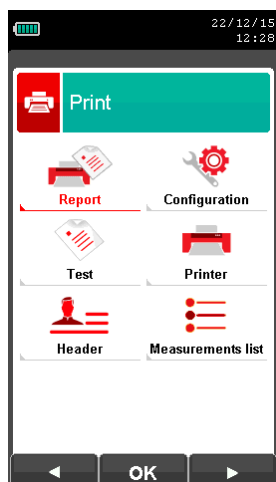 22/12/15
12:28
Print
Report
Configuration
Test
Printer
Header
Measurements list
OK